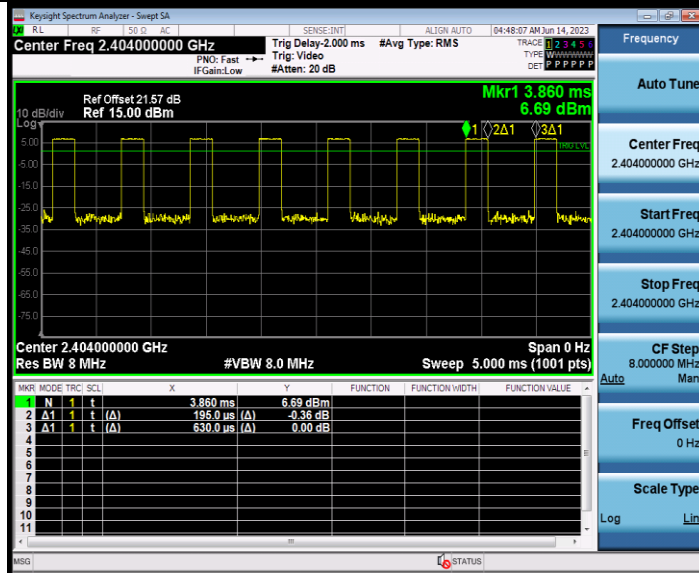 Keysight Spectrum Analyzer - Swept SA
RL RF 50 Ω AC SENSE:INT ALIGN AUTO 04:48:07 AM Jun 14, 2023
Center Freq 2.404000000 GHz
PNO: Fast
IFGain:Low
Trig Delay-2.000 ms
Trig: Video
#Atten: 20 dB
#Avg Type: RMS
TRACE 1 2 3 4 5 6
TYPE WWWWWW
DET P P P P P P
Mkr1 3.860 ms
6.69 dBm
10 dB/div
Log
Ref Offset 21.57 dB
Ref 15.00 dBm
1 2Δ1 3Δ1
TRIG LVL
5.00
-5.00
-15.0
-25.0
-35.0
-45.0
-55.0
-65.0
-75.0
Center 2.404000000 GHz Span 0 Hz
Res BW 8 MHz #VBW 8.0 MHz Sweep 5.000 ms (1001 pts)
MKR MODE TRC SCL X Y FUNCTION FUNCTION WIDTH FUNCTION VALUE
1 N 1 t 3.860 ms 6.69 dBm
2 Δ1 1 t (Δ) 195.0 us (Δ) -0.36 dB
3 Δ1 1 t (Δ) 630.0 us (Δ) 0.00 dB
4
5
6
7
8
9
10
11
MSG STATUS
Frequency
Auto Tune
Center Freq
2.404000000 GHz
Start Freq
2.404000000 GHz
Stop Freq
2.404000000 GHz
CF Step
8.000000 MHz
Auto Man
Freq Offset
0 Hz
Scale Type
Log Lin